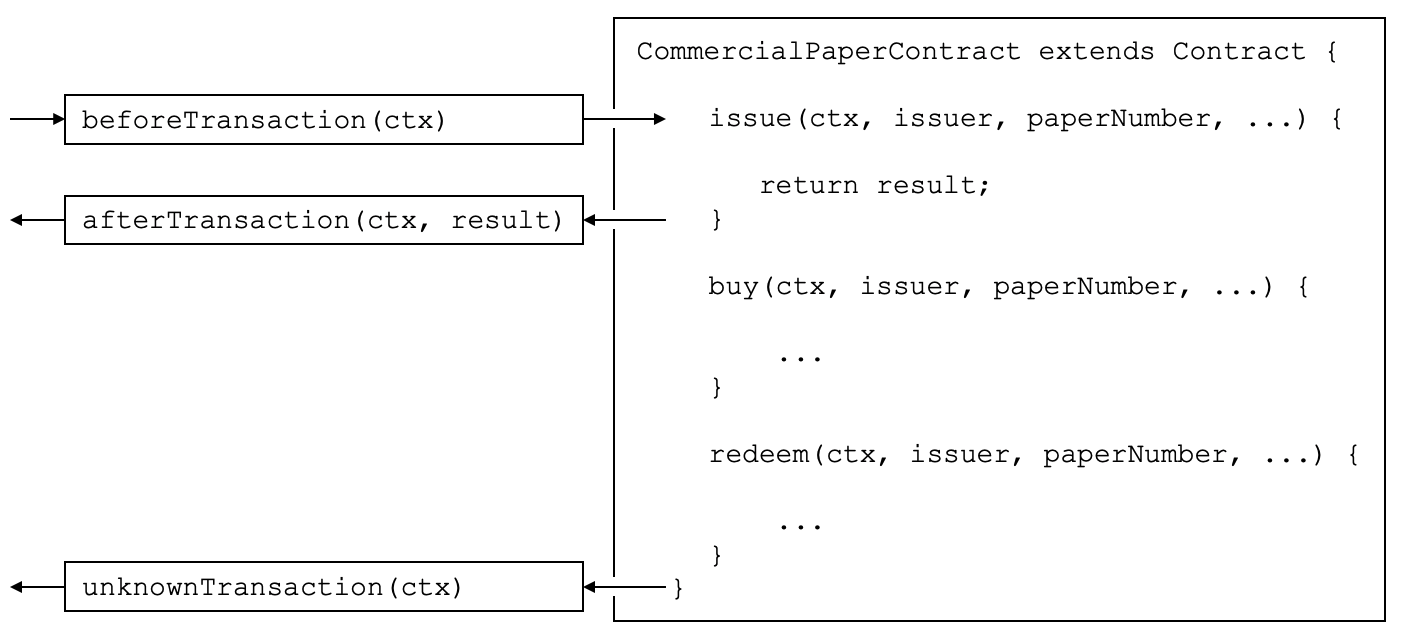 CommercialPaperContract extends Contract {
beforeTransaction(ctx)
issue(ctx, issuer, paperNumber, ...) {
return result;
afterTransaction(ctx, result)
}
buy(ctx, issuer, paperNumber, ...) {
...
}
redeem(ctx, issuer, paperNumber, ...) {
...
}
unknownTransaction(ctx)
}